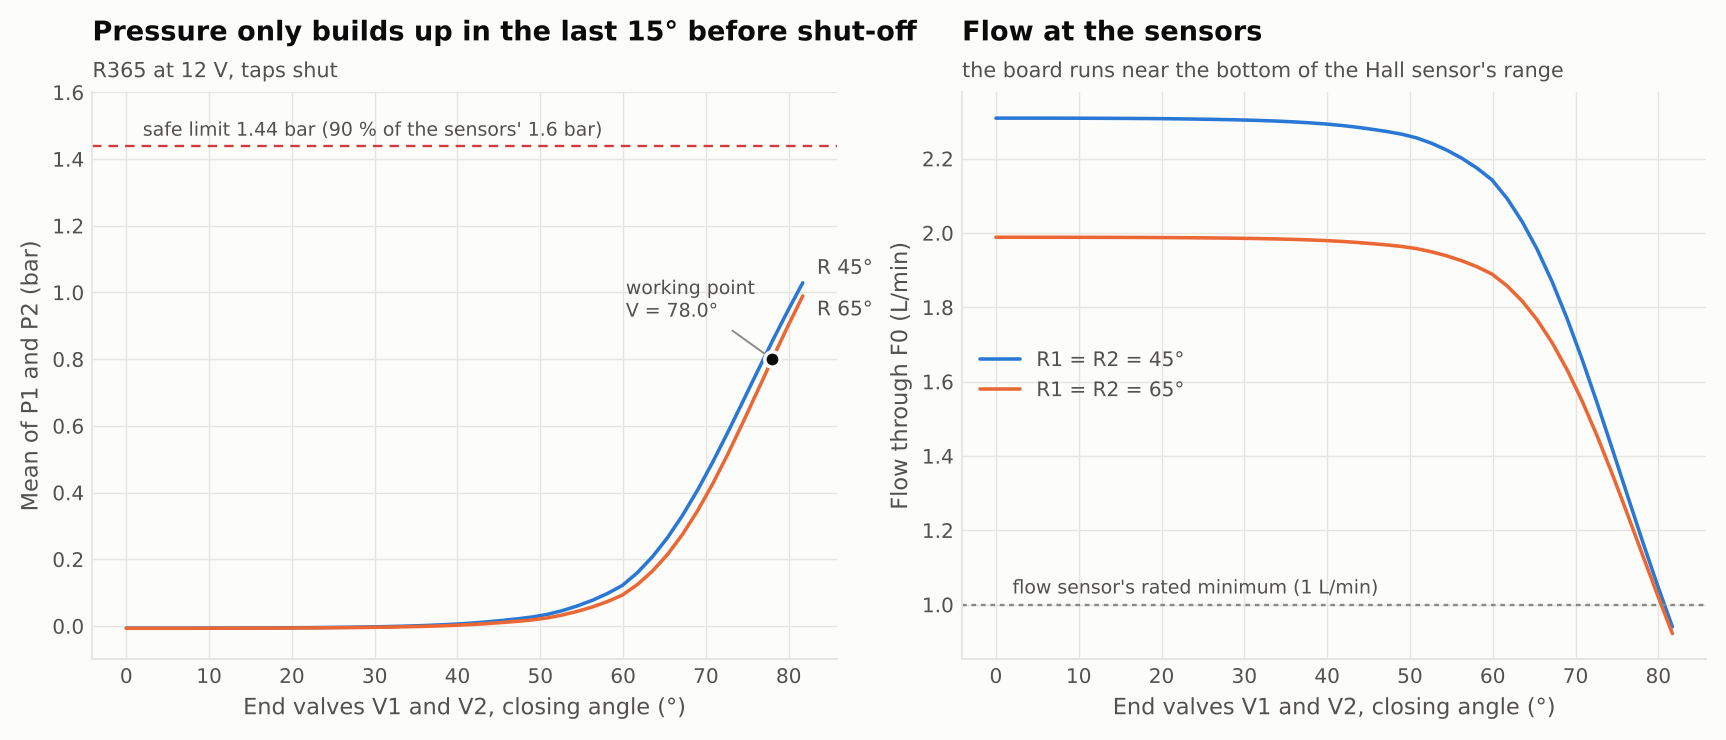 Pressure only builds up in the last 15° before shut-off
R365 at 12 V, taps shut
1.6
1.4
1.2
1.0
0.8
0.6
0.4
0.2
0.0
Mean of P1 and P2 (bar)
safe limit 1.44 bar (90 % of the sensors' 1.6 bar)
working point
V = 78.0°
R 45°
R 65°
0 10 20 30 40 50 60 70 80
End valves V1 and V2, closing angle (°)
Flow at the sensors
the board runs near the bottom of the Hall sensor's range
2.2
2.0
1.8
1.6
1.4
1.2
1.0
Flow through F0 (L/min)
R1 = R2 = 45°
R1 = R2 = 65°
flow sensor's rated minimum (1 L/min)
0 10 20 30 40 50 60 70 80
End valves V1 and V2, closing angle (°)